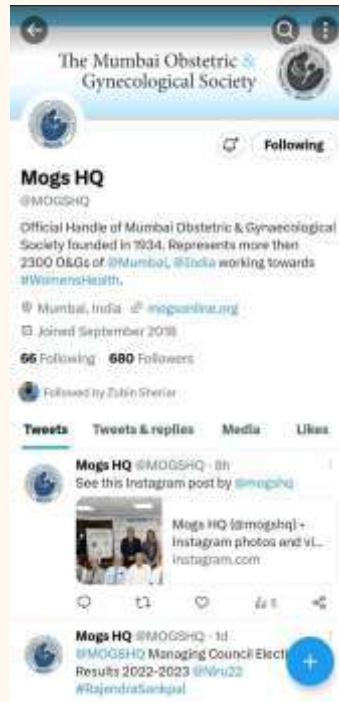 The Mumbai Obstetric &
Gynecological Society
Following
Mogs HQ
@MOGSHQ
Official Handle of Mumbai Obstetric & Gynaecological
Society founded in 1934. Represents more then
2300 O&Gs of @Mumbai, @India working towards
#WomensHealth.
Mumbai, India mogsonline.org
Joined September 2018
66 Following 680 Followers
Followed by Zubin Sheriar
Tweets Tweets & replies Media Likes
Mogs HQ @MOGSHQ · 8h
See this Instagram post by @mogshq
Mogs HQ (@mogshq) •
Instagram photos and vi...
instagram.com
5
Mogs HQ @MOGSHQ · 1d
@MOGSHQ Managing Council Elect
Results 2022-2023 @Niru22
#RajendraSankpal